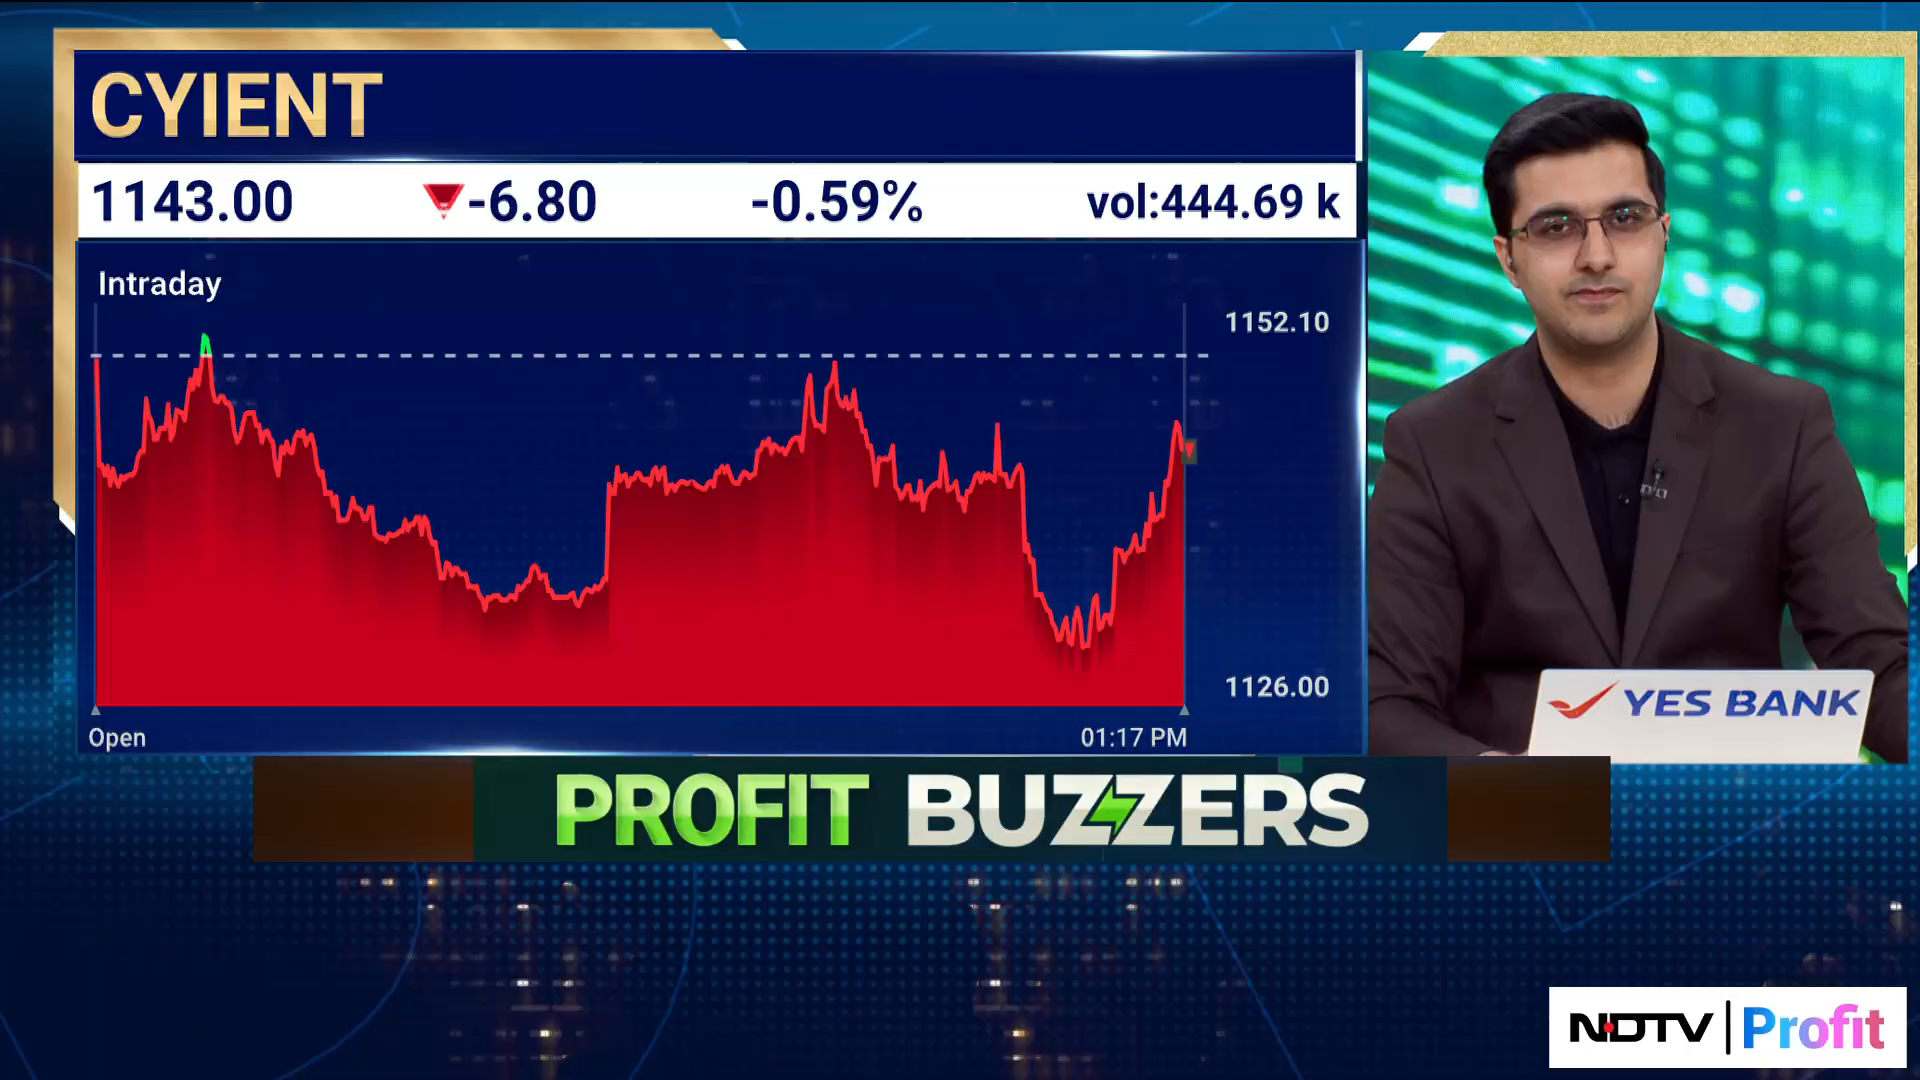 CYIENT
1143.00 -6.80 -0.59% vol:444.69 k
Intraday
1152.10
1126.00
Open 01:17 PM
YES BANK
PROFIT BUZZERS
NDTV | Profit